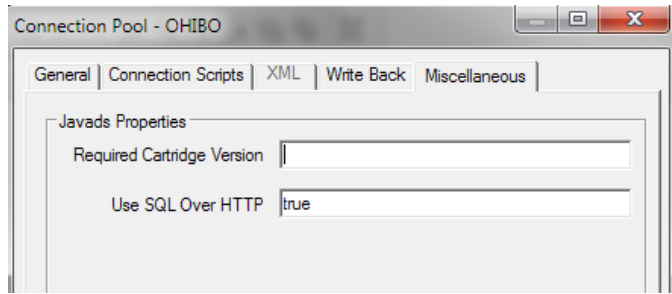 Connection Pool - OHIBO
General
Connection Scripts
XML
Write Back
Miscellaneous
Javads Properties
Required Cartridge Version
Use SQL Over HTTP
true